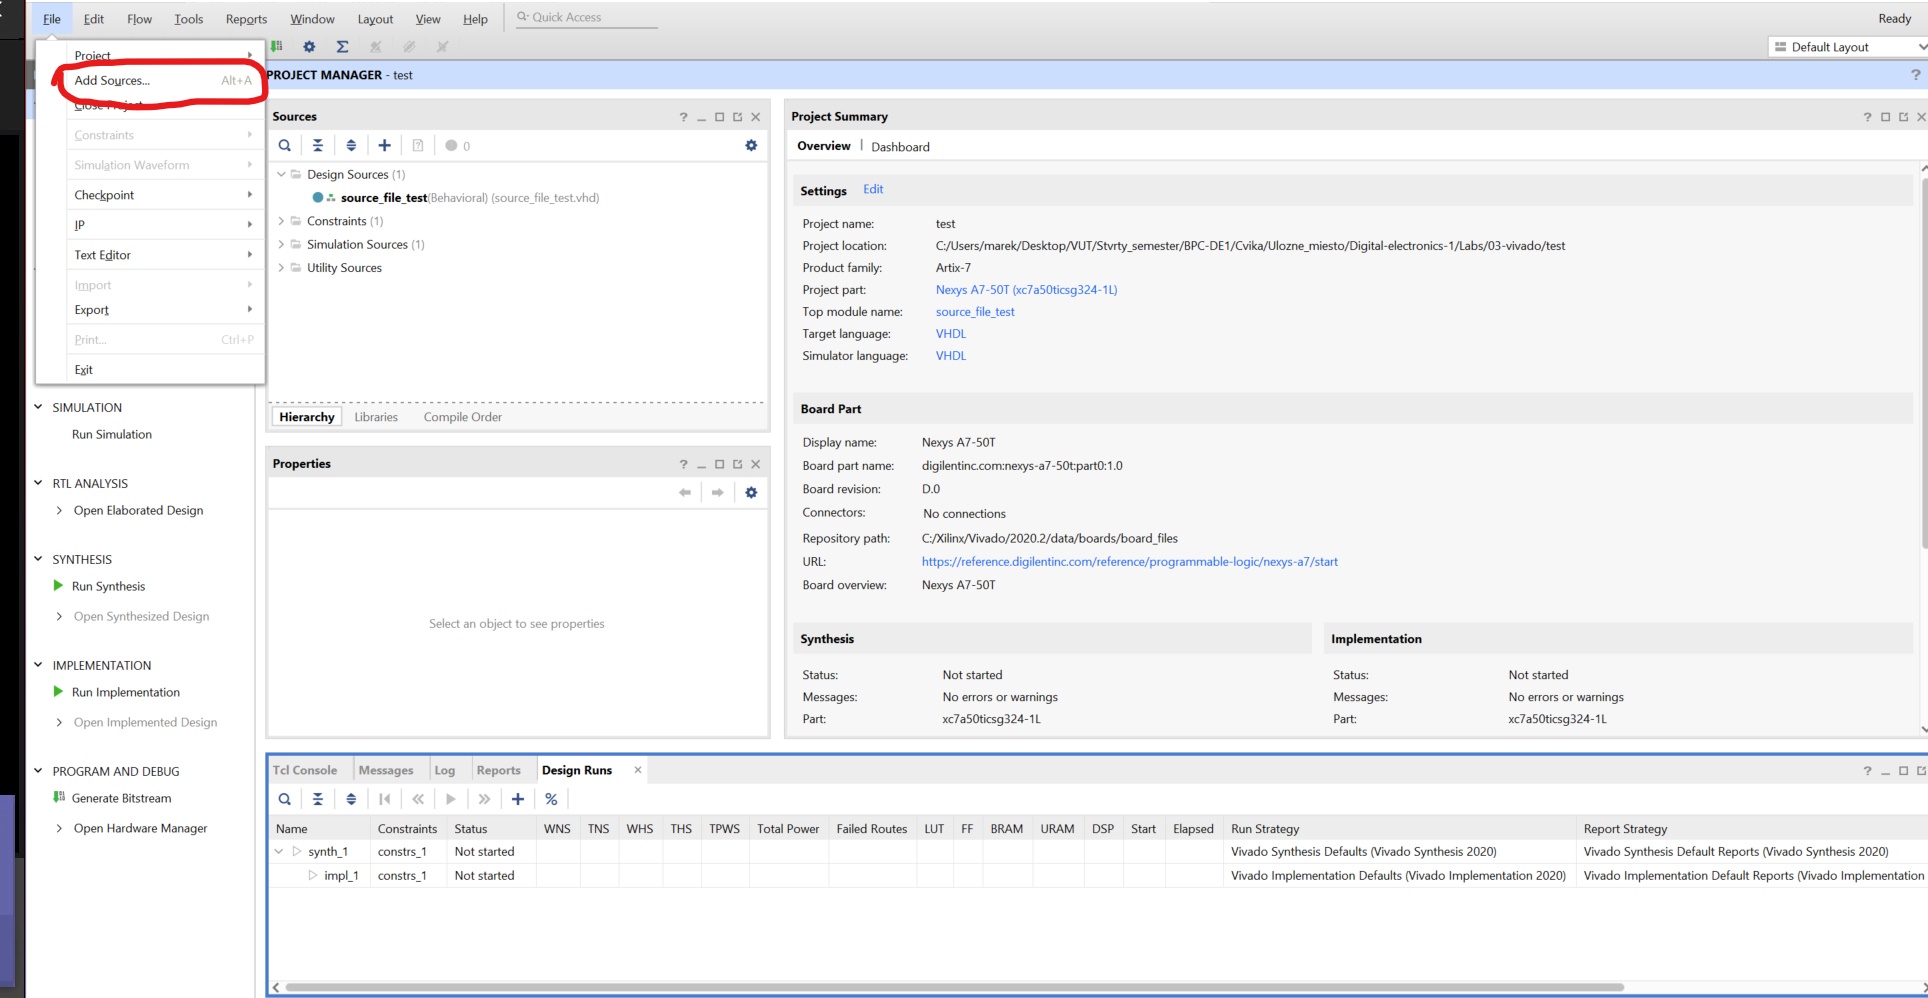 File Edit Flow Tools Reports Window Layout View Help Quick Access Ready
Default Layout
Project
Add Sources... Alt+A
Close Project
Constraints
Simulation Waveform
Checkpoint
IP
Text Editor
Import
Export
Print... Ctrl+P
Exit
SIMULATION
Run Simulation
RTL ANALYSIS
Open Elaborated Design
SYNTHESIS
Run Synthesis
Open Synthesized Design
IMPLEMENTATION
Run Implementation
Open Implemented Design
PROGRAM AND DEBUG
Generate Bitstream
Open Hardware Manager
PROJECT MANAGER - test
Sources
0
Design Sources (1)
source_file_test(Behavioral) (source_file_test.vhd)
Constraints (1)
Simulation Sources (1)
Utility Sources
Hierarchy Libraries Compile Order
Properties
Select an object to see properties
Project Summary
Overview | Dashboard
Settings Edit
Project name: test
Project location: C:/Users/marek/Desktop/VUT/Stvrty_semester/BPC-DE1/Cvika/Ulozne_miesto/Digital-electronics-1/Labs/03-vivado/test
Product family: Artix-7
Project part: Nexys A7-50T (xc7a50ticsg324-1L)
Top module name: source_file_test
Target language: VHDL
Simulator language: VHDL
Board Part
Display name: Nexys A7-50T
Board part name: digilentinc.com:nexys-a7-50t:part0:1.0
Board revision: D.0
Connectors: No connections
Repository path: C:/Xilinx/Vivado/2020.2/data/boards/board_files
URL: https://reference.digilentinc.com/reference/programmable-logic/nexys-a7/start
Board overview: Nexys A7-50T
Synthesis Implementation
Status: Not started Status: Not started
Messages: No errors or warnings Messages: No errors or warnings
Part: xc7a50ticsg324-1L Part: xc7a50ticsg324-1L
Tcl Console Messages Log Reports Design Runs
Name Constraints Status WNS TNS WHS THS TPWS Total Power Failed Routes LUT FF BRAM URAM DSP Start Elapsed Run Strategy Report Strategy
synth_1 constrs_1 Not started Vivado Synthesis Defaults (Vivado Synthesis 2020) Vivado Synthesis Default Reports (Vivado Synthesis 2020)
impl_1 constrs_1 Not started Vivado Implementation Defaults (Vivado Implementation 2020) Vivado Implementation Default Reports (Vivado Implementation